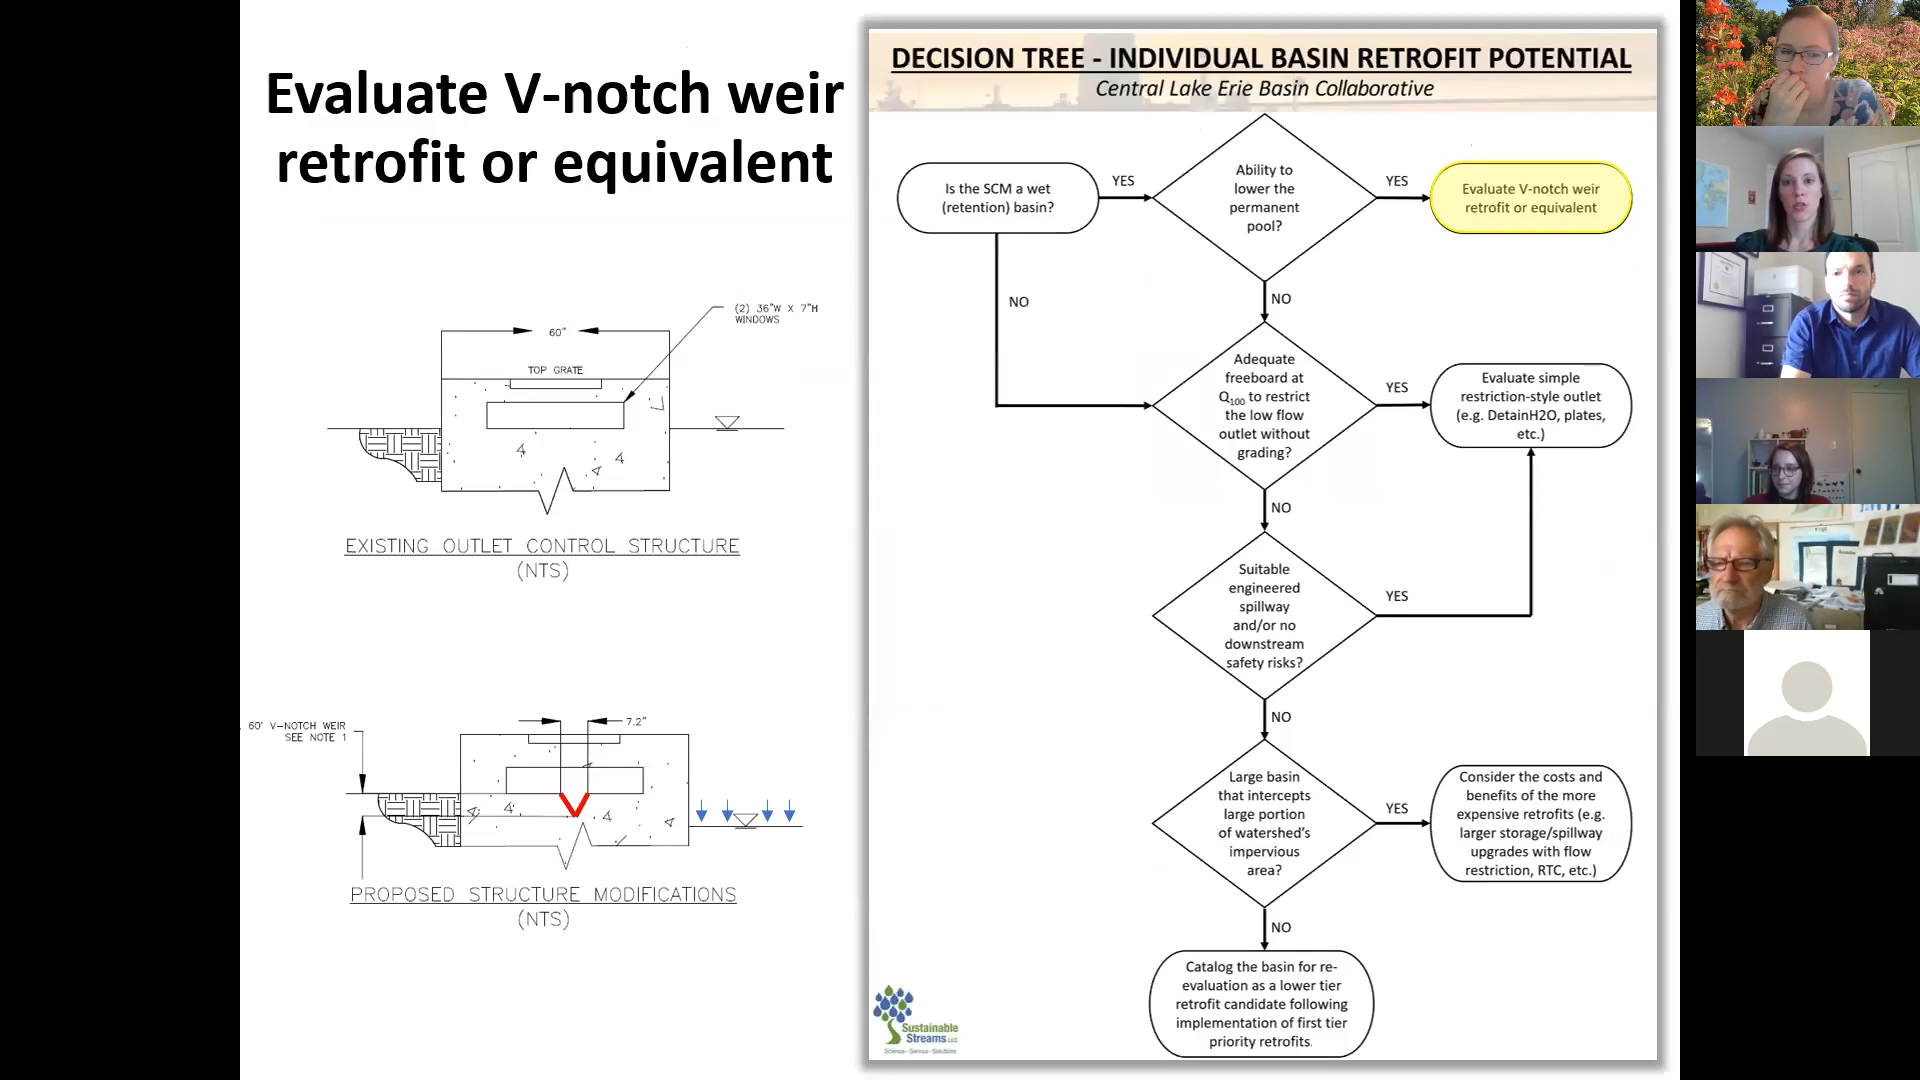 Evaluate V-notch weir
retrofit or equivalent
(2) 36"W X 7"H
WINDOWS
60"
TOP GRATE
EXISTING OUTLET CONTROL STRUCTURE
(NTS)
60' V-NOTCH WEIR
SEE NOTE 1
7.2"
PROPOSED STRUCTURE MODIFICATIONS
(NTS)
DECISION TREE - INDIVIDUAL BASIN RETROFIT POTENTIAL
Central Lake Erie Basin Collaborative
Is the SCM a wet
(retention) basin?
YES
Ability to
lower the
permanent
pool?
YES
Evaluate V-notch weir
retrofit or equivalent
NO
NO
Adequate
freeboard at
Q100 to restrict
the low flow
outlet without
grading?
YES
Evaluate simple
restriction-style outlet
(e.g. DetainH2O, plates,
etc.)
NO
Suitable
engineered
spillway
and/or no
downstream
safety risks?
YES
NO
Large basin
that intercepts
large portion
of watershed's
impervious
area?
YES
Consider the costs and
benefits of the more
expensive retrofits (e.g.
larger storage/spillway
upgrades with flow
restriction, RTC, etc.)
NO
Catalog the basin for re-
evaluation as a lower tier
retrofit candidate following
implementation of first tier
priority retrofits.
Sustainable
Streams LLC
Science - Service - Solutions